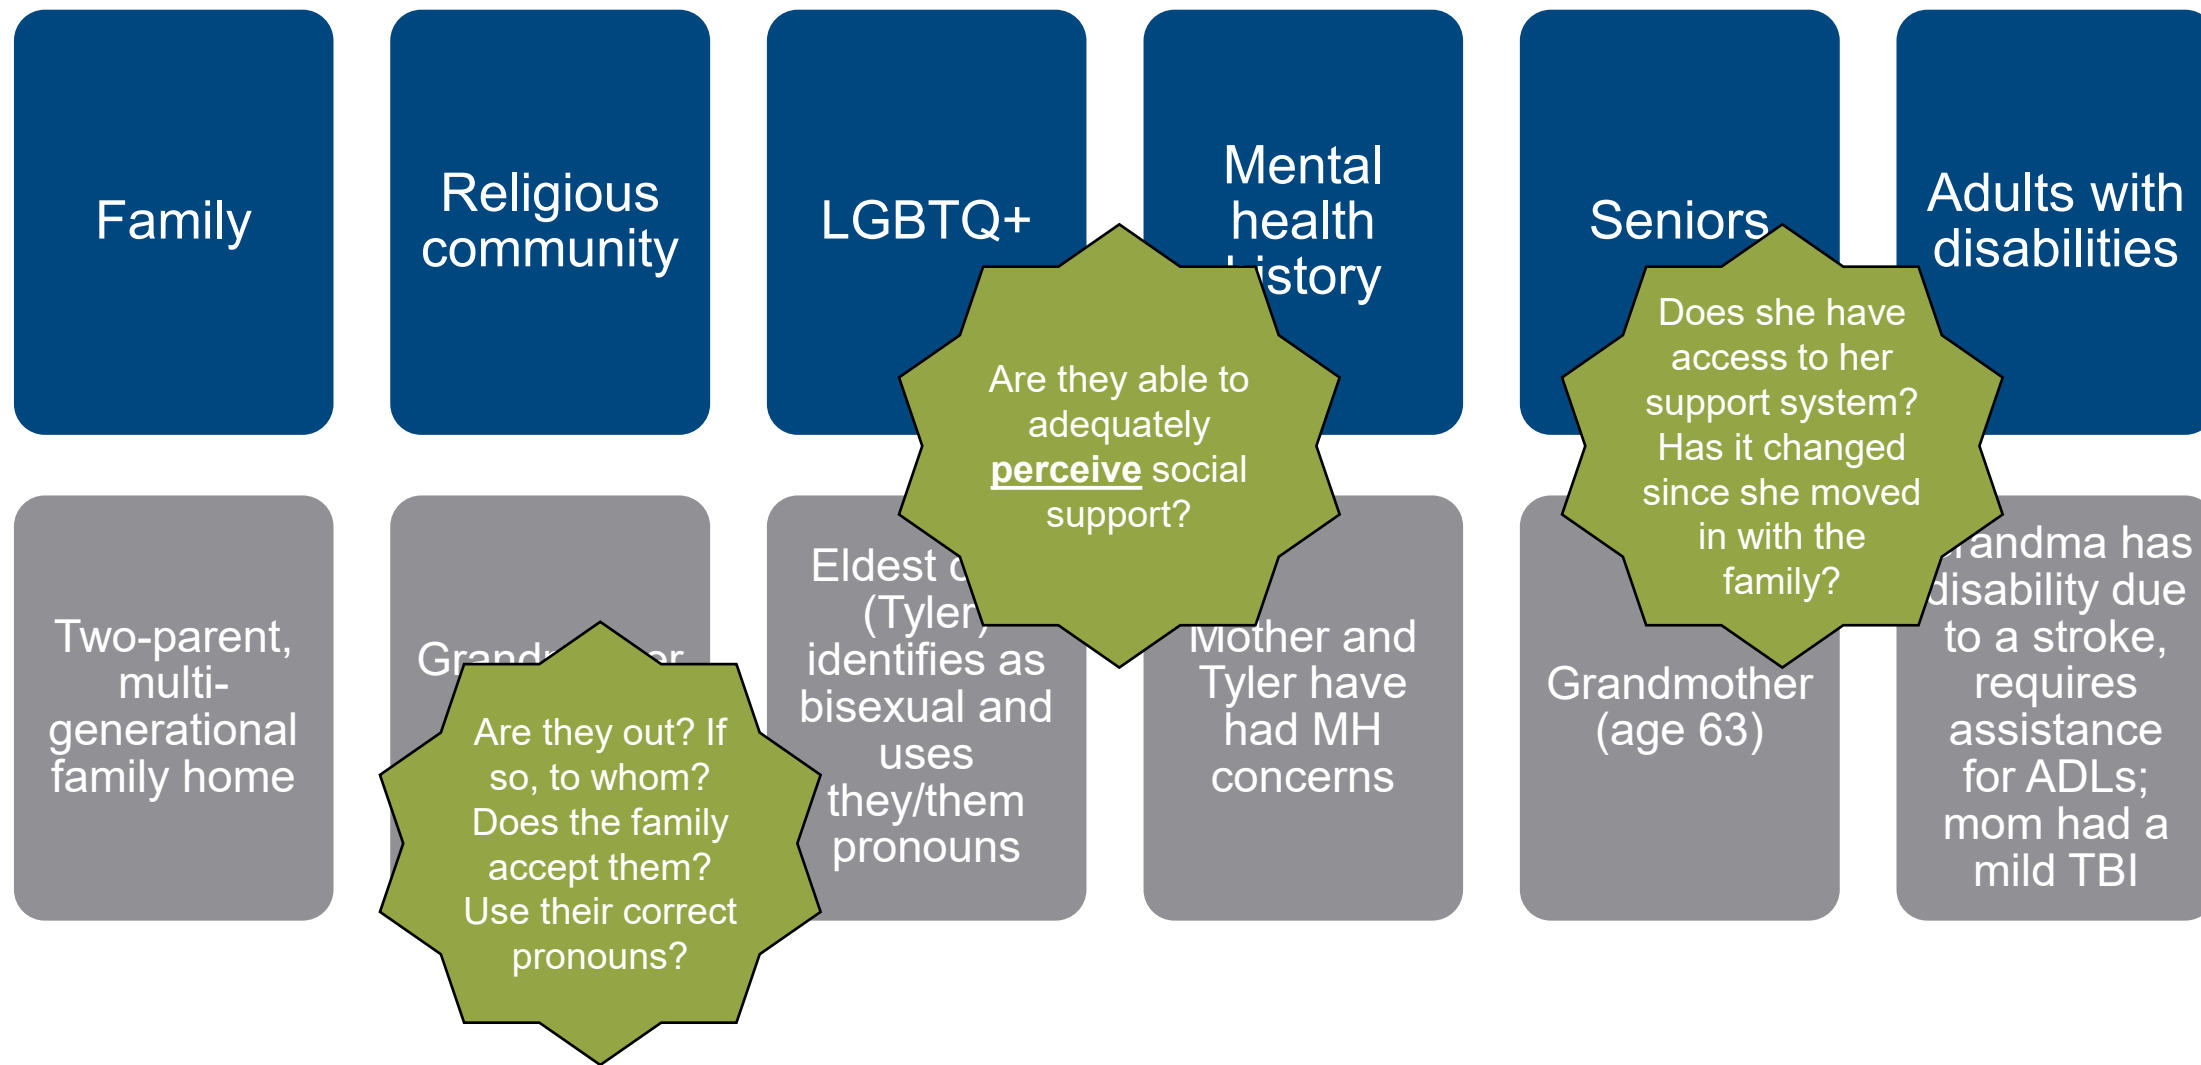 Family
Religious
community
LGBTQ+
Mental
health
history
Seniors
Adults with
disabilities
Are they able to
adequately
perceive social
support?
Does she have
access to her
support system?
Has it changed
since she moved
in with the
family?
Two-parent,
multi-
generational
family home
Are they out? If
so, to whom?
Does the family
accept them?
Use their correct
pronouns?
Eldest
(Tyler)
identifies as
bisexual and
uses
they/them
pronouns
Mother and
Tyler have
had MH
concerns
Grandmother
(age 63)
Grandma has
disability due
to a stroke,
requires
assistance
for ADLs;
mom had a
mild TBI